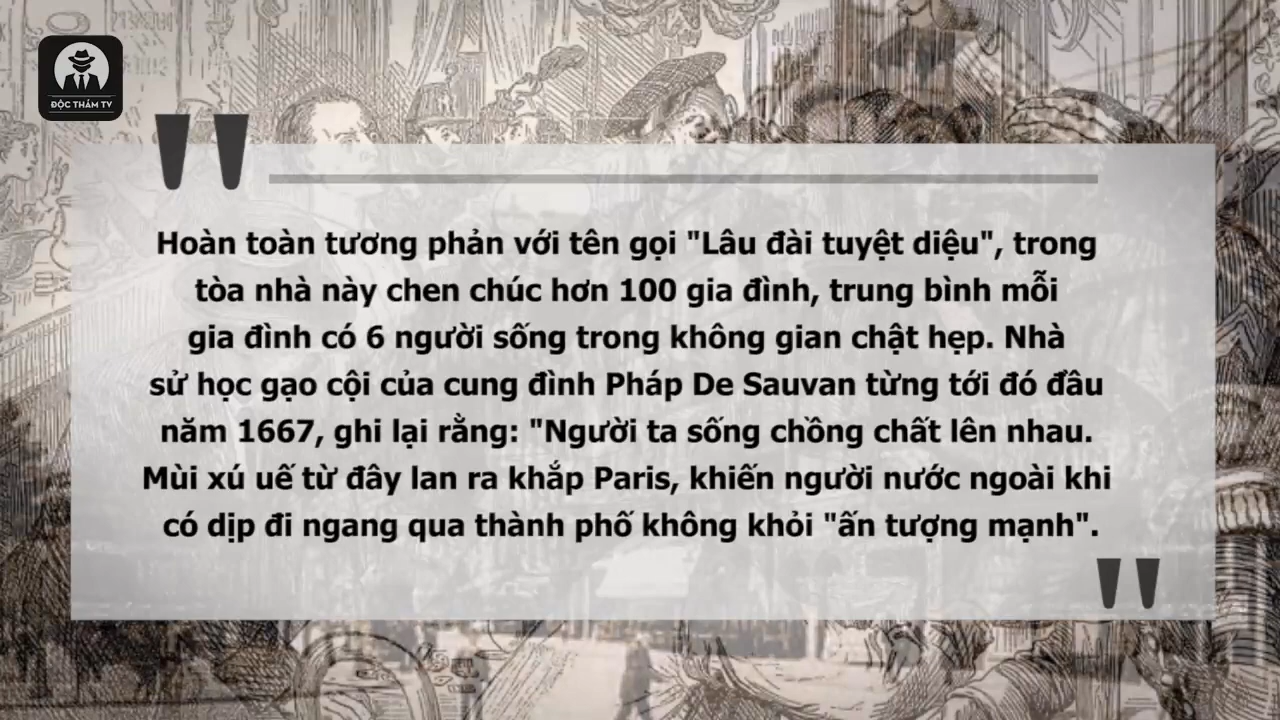 ĐỘC THÁM TV
Hoàn toàn tương phản với tên gọi "Lâu đài tuyệt diệu", trong
tòa nhà này chen chúc hơn 100 gia đình, trung bình mỗi
gia đình có 6 người sống trong không gian chật hẹp. Nhà
sử học gạo cội của cung đình Pháp De Sauvan từng tới đó đầu
năm 1667, ghi lại rằng: "Người ta sống chồng chất lên nhau.
Mùi xú uế từ đây lan ra khắp Paris, khiến người nước ngoài khi
có dịp đi ngang qua thành phố không khỏi "ấn tượng mạnh".